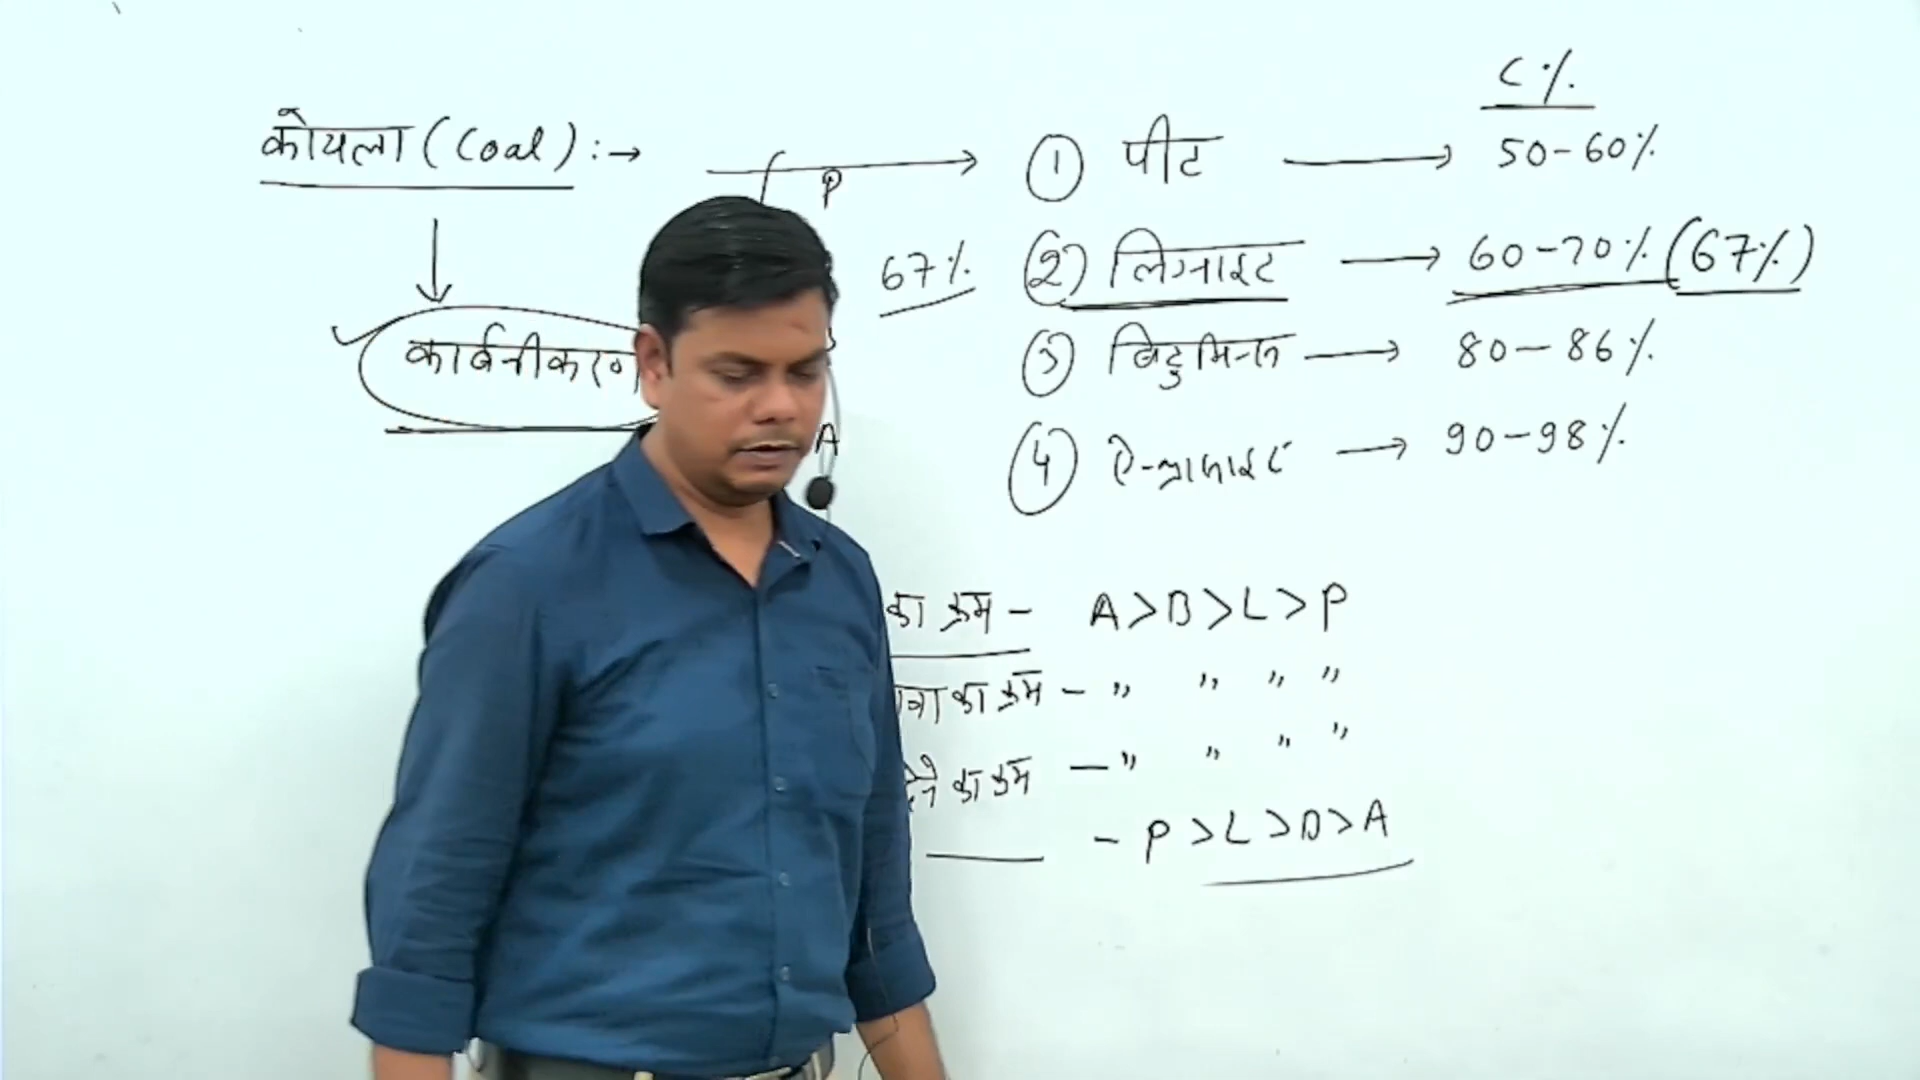 C%
कोयला (Coal) :→ ① पीट → 50-60%
P
67% ② लिग्नाइट → 60-70% (67%)
कार्बनीकरण ③ बिटुमिनस → 80-86%
A ④ ऐन्थ्रासाइट → 90-98%
का क्रम - A>B>L>P
का क्रम - " " " "
का क्रम - " " " "
- P>L>B>A